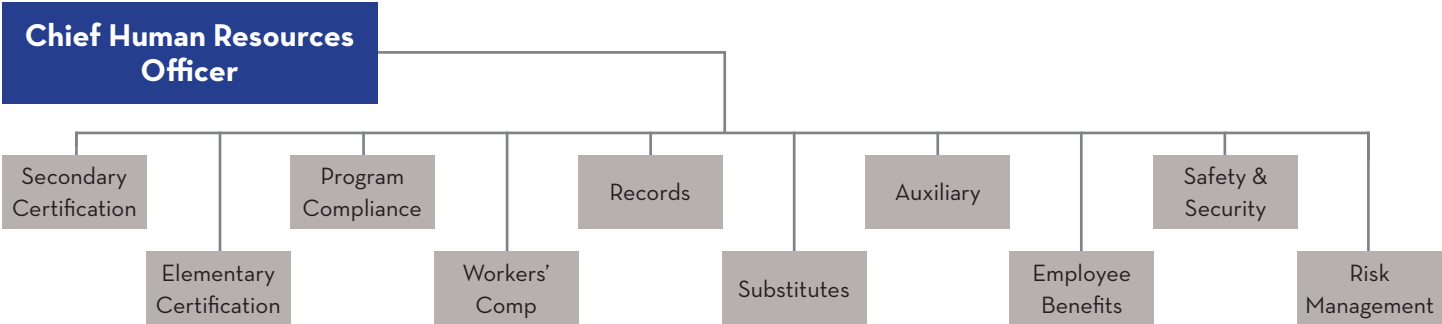 Chief Human Resources
Officer
Secondary
Certification
Program
Compliance
Records
Auxiliary
Safety &
Security
Elementary
Certification
Workers'
Comp
Substitutes
Employee
Benefits
Risk
Management